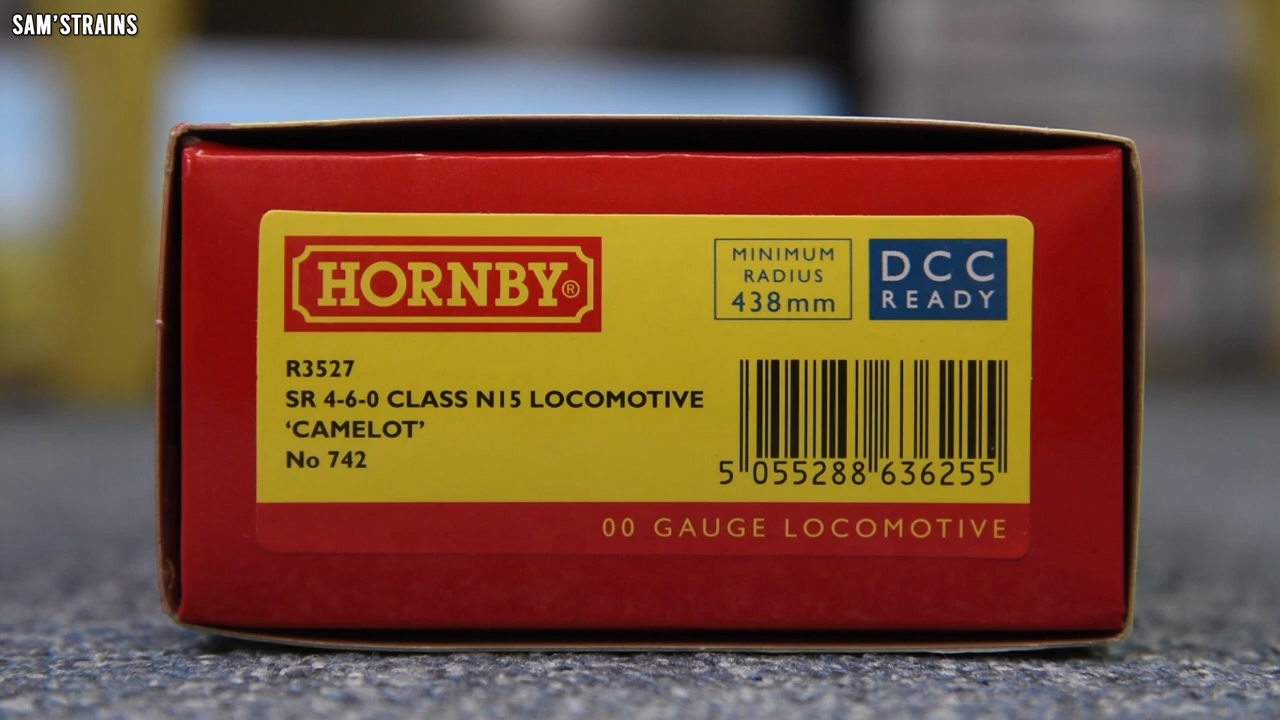 SAM'STRAINS
HORNBY®
MINIMUM
RADIUS
438mm
DCC
READY
R3527
SR 4-6-0 CLASS N15 LOCOMOTIVE
‘CAMELOT’
No 742
5 055288 636255
00 GAUGE LOCOMOTIVE